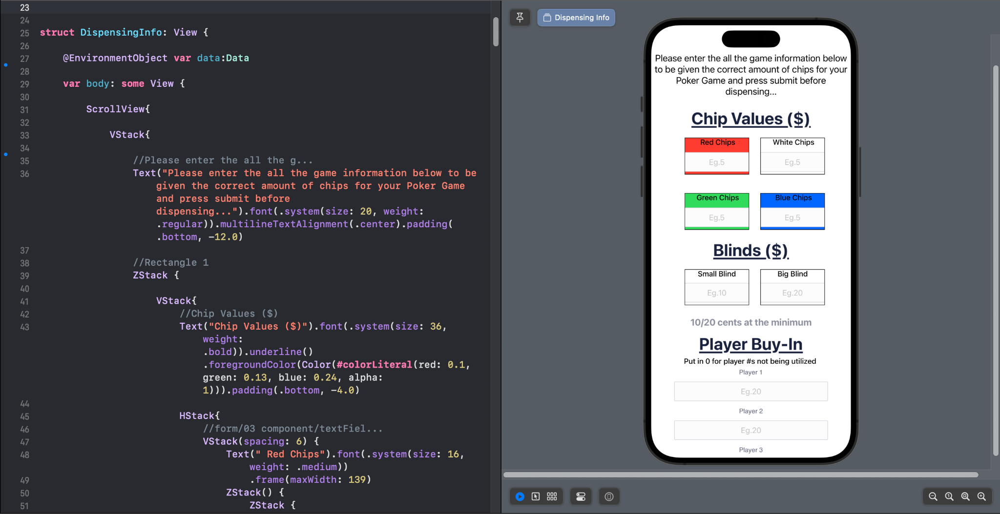 23
24
25 struct DispensingInfo: View {
26
27 @EnvironmentObject var data:Data
28
29 var body: some View {
30
31 ScrollView{
32
33 VStack{
34
35 //Please enter the all the g...
36 Text("Please enter the all the game information below to be
given the correct amount of chips for your Poker Game
and press submit before
dispensing...").font(.system(size: 20, weight:
.regular)).multilineTextAlignment(.center).padding(
.bottom, -12.0)
37
38 //Rectangle 1
39 ZStack {
40
41 VStack{
42 //Chip Values ($)
43 Text("Chip Values ($)").font(.system(size: 36,
weight:
.bold)).underline()
.foregroundColor(Color(#colorLiteral(red: 0.1,
green: 0.13, blue: 0.24, alpha:
1))).padding(.bottom, -4.0)
44
45 HStack{
46 //form/03 component/textFiel...
47 VStack(spacing: 6) {
48 Text(" Red Chips").font(.system(size: 16,
weight: .medium))
49 .frame(maxWidth: 139)
50 ZStack() {
51 ZStack {
Dispensing Info
Please enter the all the game information below
to be given the correct amount of chips for your
Poker Game and press submit before
dispensing...
Chip Values ($)
Red Chips White Chips
Eg.5 Eg.5
Green Chips Blue Chips
Eg.5 Eg.5
Blinds ($)
Small Blind Big Blind
Eg.10 Eg.20
10/20 cents at the minimum
Player Buy-In
Put in 0 for player #s not being utilized
Player 1
Eg.20
Player 2
Eg.20
Player 3